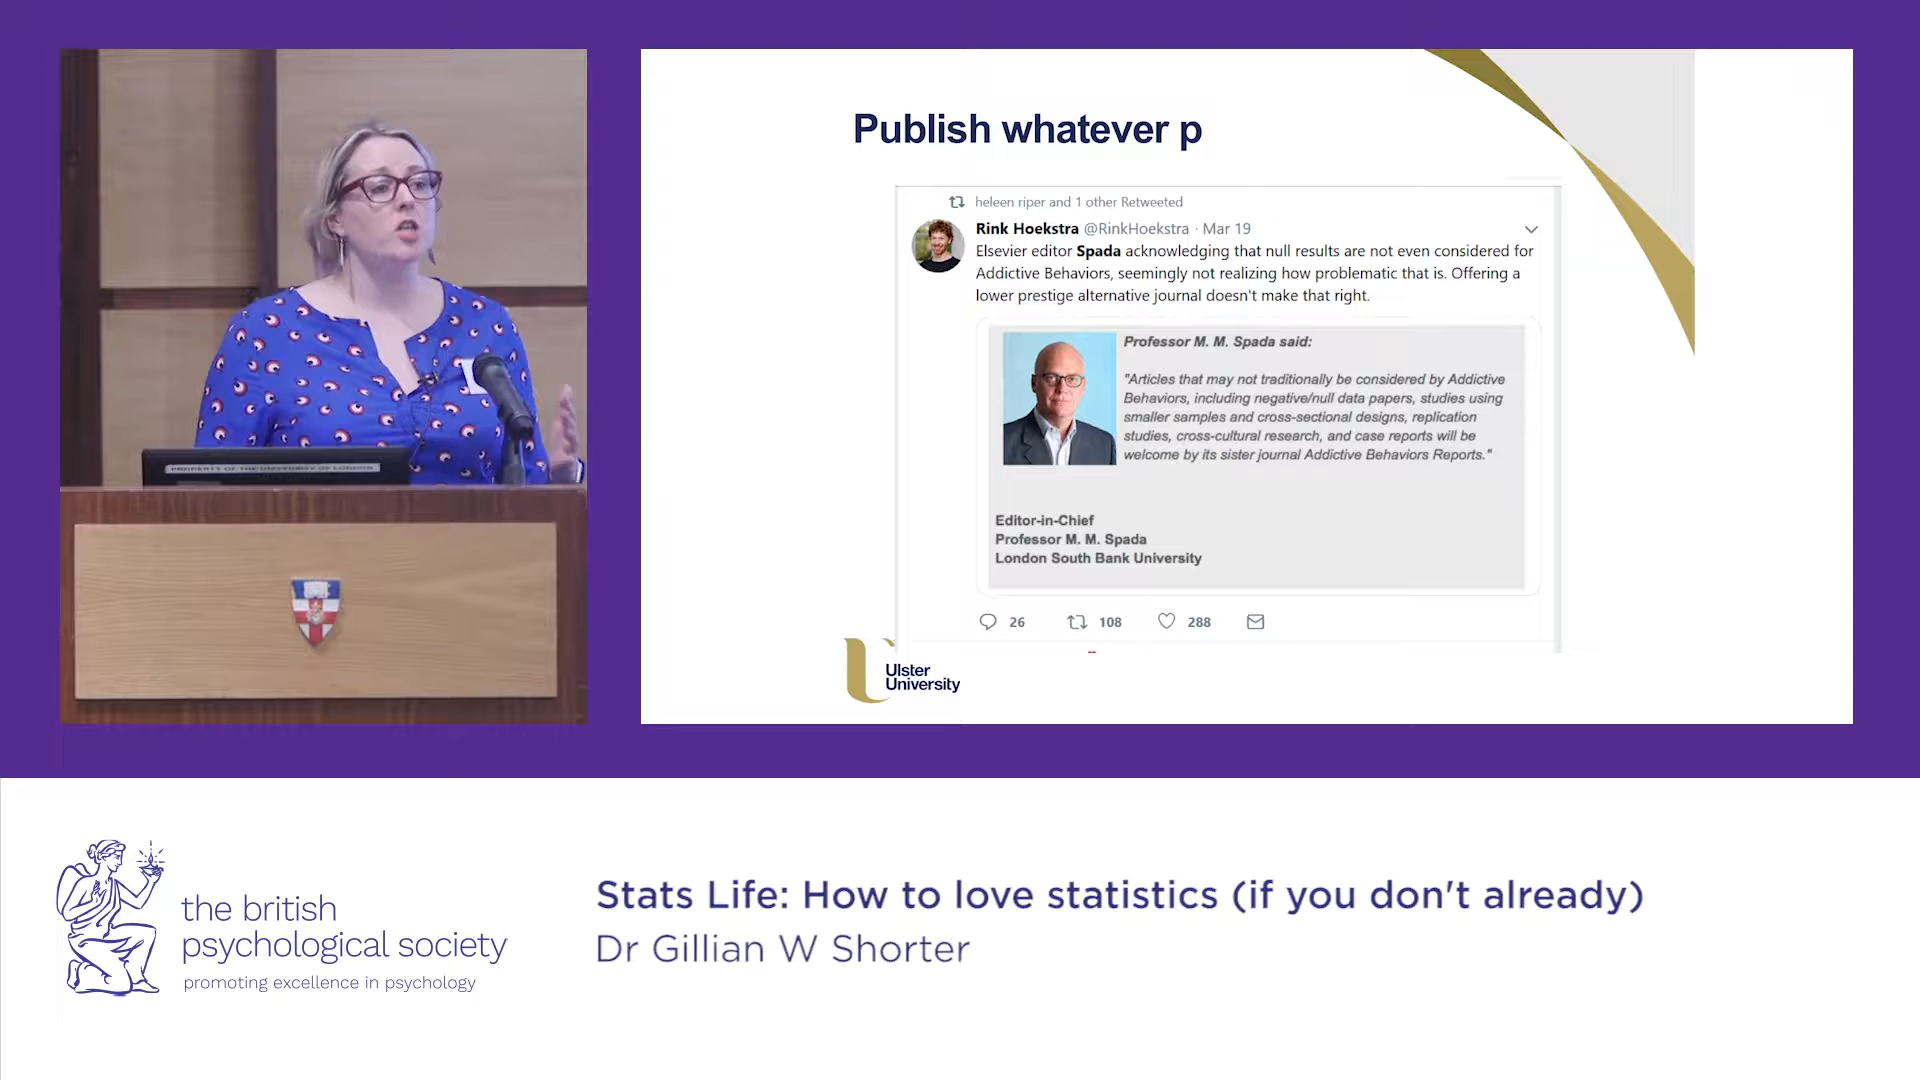 Publish whatever p
heleen riper and 1 other Retweeted
Rink Hoekstra @RinkHoekstra · Mar 19
Elsevier editor Spada acknowledging that null results are not even considered for
Addictive Behaviors, seemingly not realizing how problematic that is. Offering a
lower prestige alternative journal doesn't make that right.
Professor M. M. Spada said:
"Articles that may not traditionally be considered by Addictive
Behaviors, including negative/null data papers, studies using
smaller samples and cross-sectional designs, replication
studies, cross-cultural research, and case reports will be
welcome by its sister journal Addictive Behaviors Reports."
Editor-in-Chief
Professor M. M. Spada
London South Bank University
26 108 288
Ulster
University
PROPERTY OF THE UNIVERSITY OF LONDON
the british
psychological society
promoting excellence in psychology
Stats Life: How to love statistics (if you don't already)
Dr Gillian W Shorter